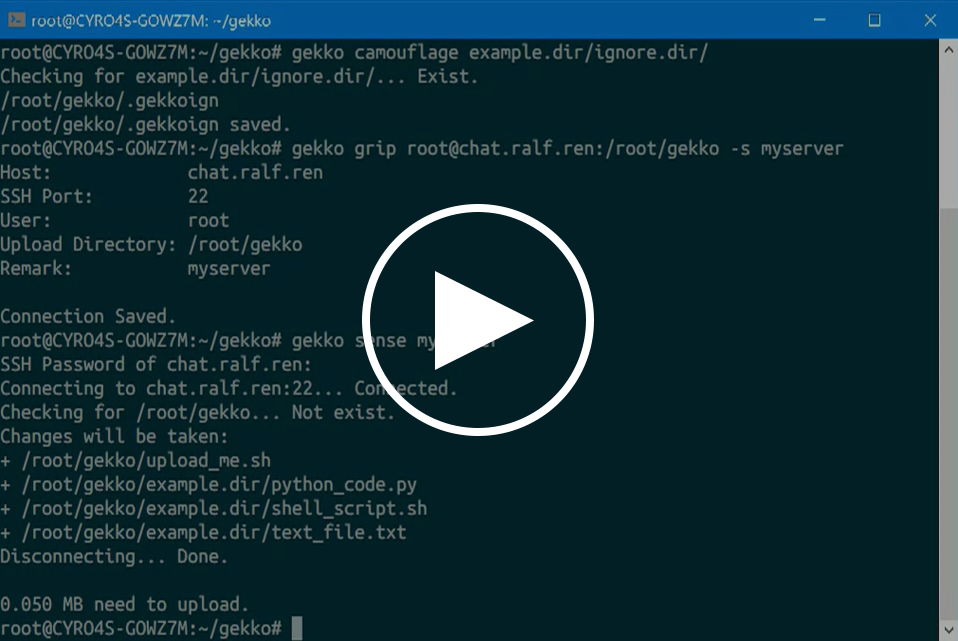 root@CYRO4S-GOWZ7M: ~/gekko
root@CYRO4S-GOWZ7M:~/gekko# gekko camouflage example.dir/ignore.dir/
Checking for example.dir/ignore.dir/... Exist.
/root/gekko/.gekkoign
/root/gekko/.gekkoign saved.
root@CYRO4S-GOWZ7M:~/gekko# gekko grip root@chat.ralf.ren:/root/gekko -s myserver
Host: chat.ralf.ren
SSH Port: 22
User: root
Upload Directory: /root/gekko
Remark: myserver
Connection Saved.
root@CYRO4S-GOWZ7M:~/gekko# gekko sense myserver
SSH Password of chat.ralf.ren:
Connecting to chat.ralf.ren:22... Connected.
Checking for /root/gekko... Not exist.
Changes will be taken:
+ /root/gekko/upload_me.sh
+ /root/gekko/example.dir/python_code.py
+ /root/gekko/example.dir/shell_script.sh
+ /root/gekko/example.dir/text_file.txt
Disconnecting... Done.
0.050 MB need to upload.
root@CYRO4S-GOWZ7M:~/gekko#